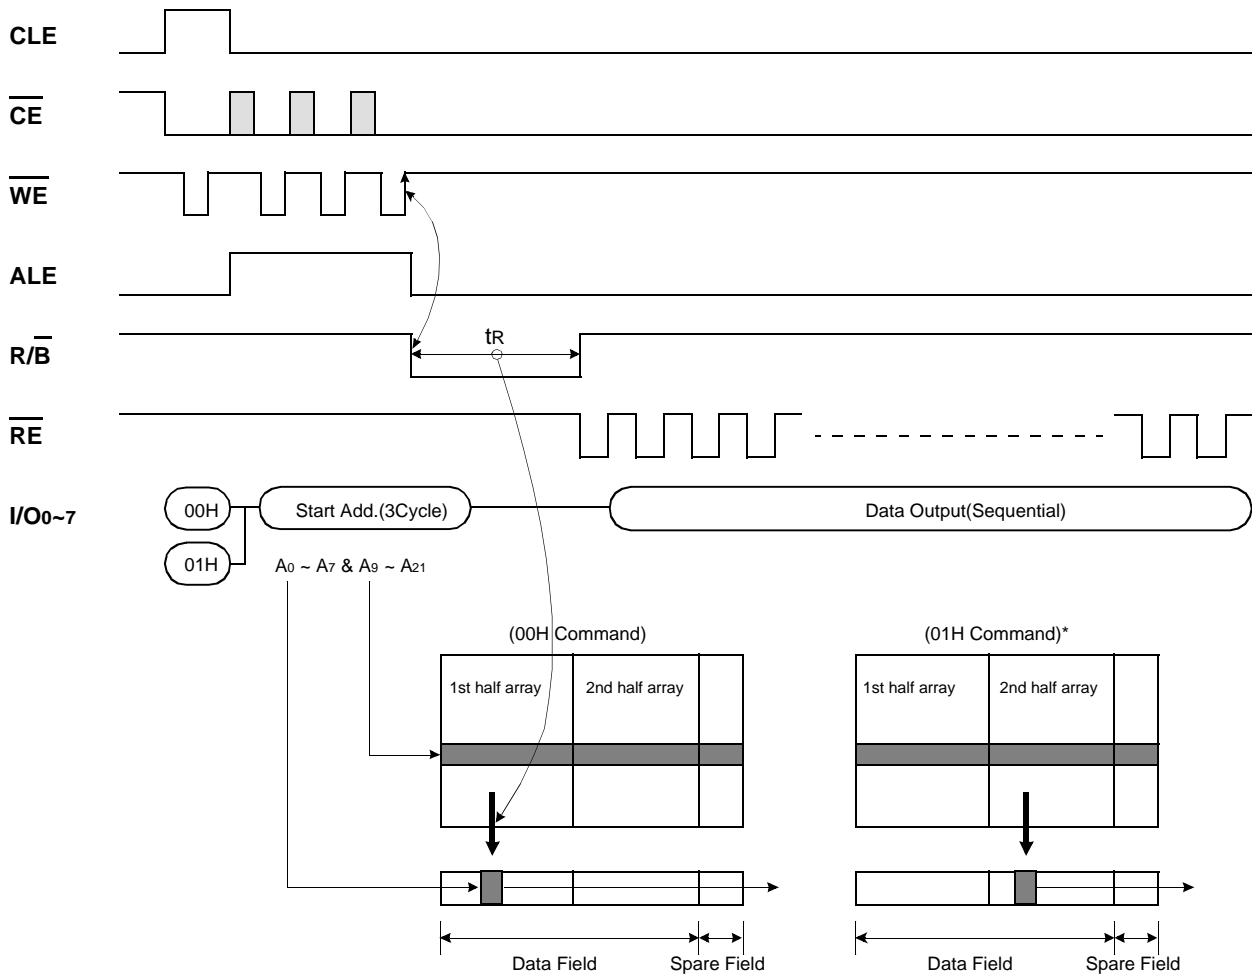 CLE
CE
WE
ALE
R/B
tR
RE
I/O0~7
00H
Start Add.(3Cycle)
Data Output(Sequential)
01H
A0 ~ A7 & A9 ~ A21
(00H Command)
(01H Command)*
1st half array
2nd half array
1st half array
2nd half array
Data Field
Spare Field
Data Field
Spare Field